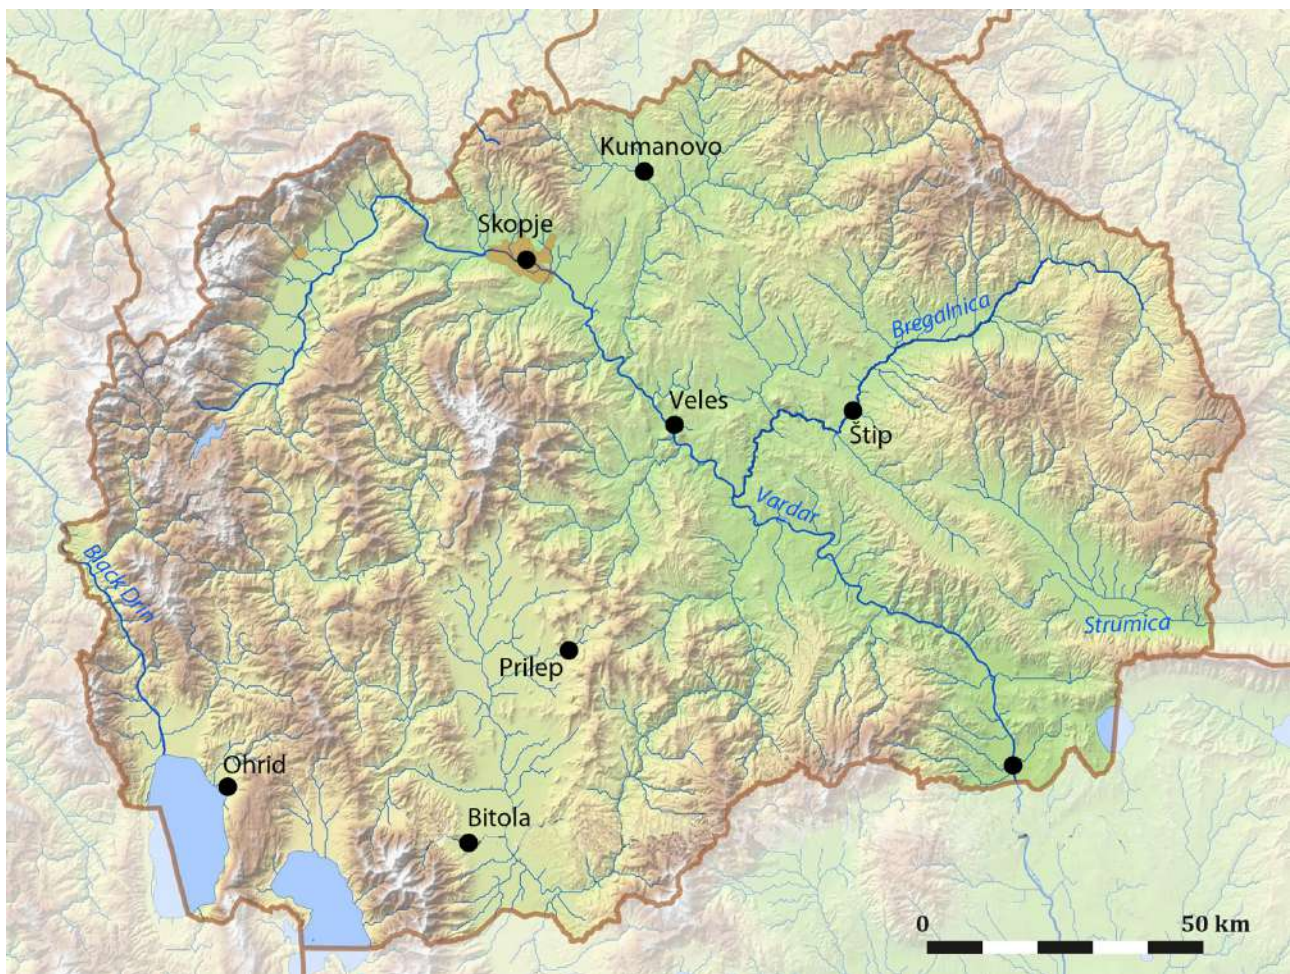 Kumanovo
Skopje
Bregalnica
Veles
Štip
Vardar
Black Drin
Strumica
Prilep
Ohrid
Bitola
0 50 km